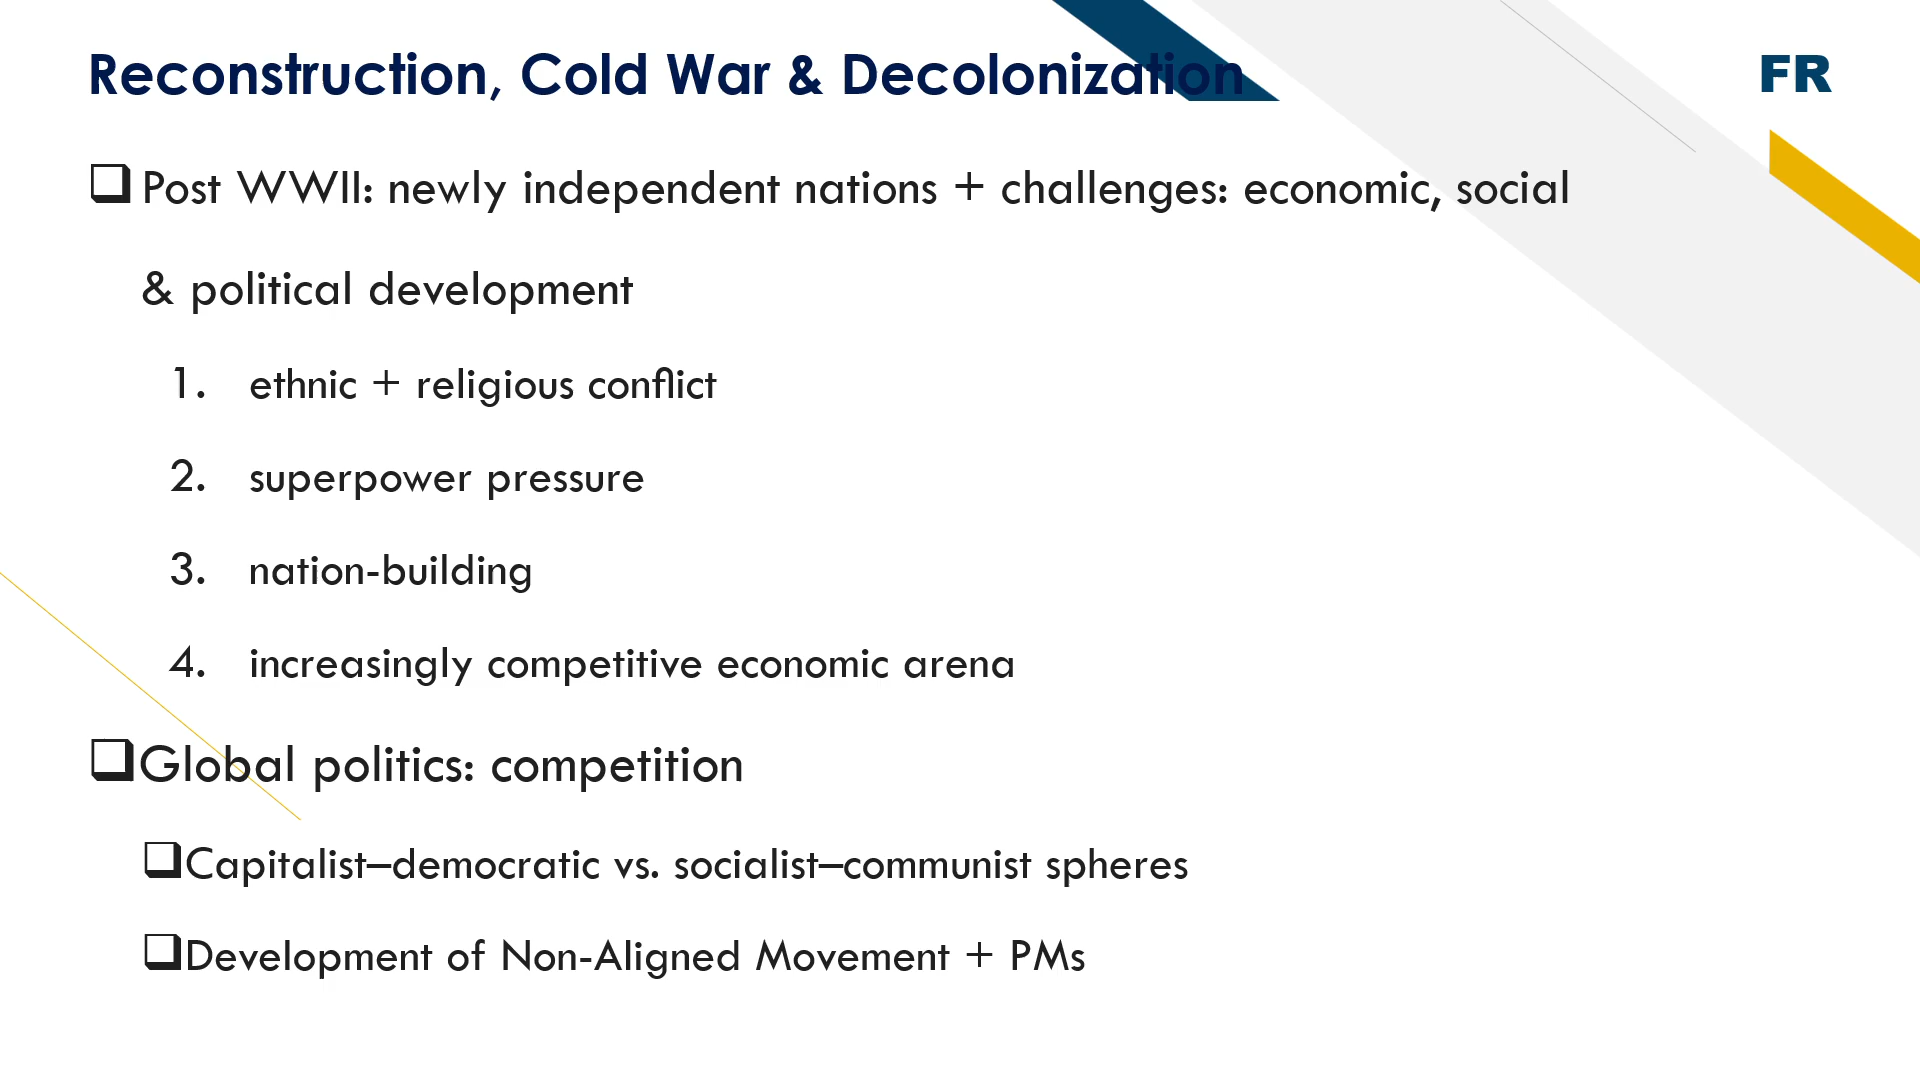 Reconstruction, Cold War & Decolonization
FR
Post WWII: newly independent nations + challenges: economic, social
& political development
1. ethnic + religious conflict
2. superpower pressure
3. nation-building
4. increasingly competitive economic arena
Global politics: competition
Capitalist–democratic vs. socialist–communist spheres
Development of Non-Aligned Movement + PMs